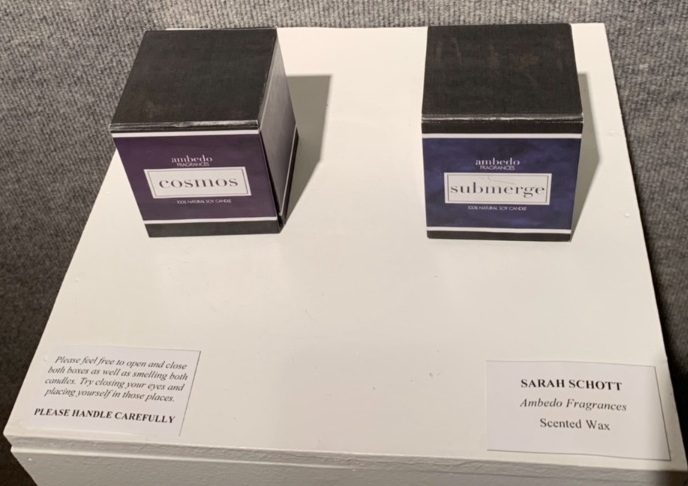 ambedo
FRAGRANCES
cosmos
100% NATURAL SOY CANDLE
ambedo
FRAGRANCES
submerge
100% NATURAL SOY CANDLE
Please feel free to open and close
both boxes as well as smelling both
candles. Try closing your eyes and
placing yourself in those places.
PLEASE HANDLE CAREFULLY
SARAH SCHOTT
Ambedo Fragrances
Scented Wax